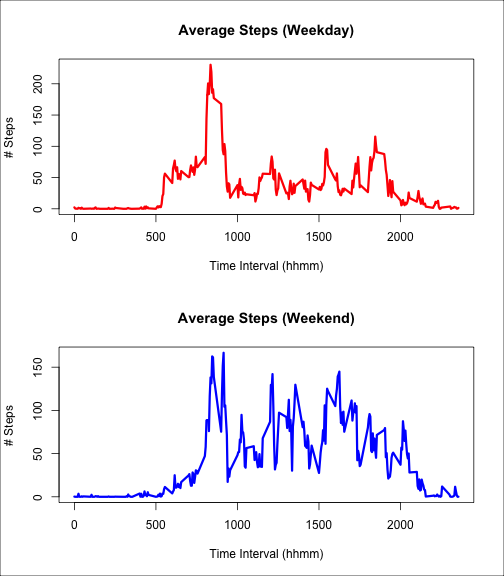 Average Steps (Weekday)
# Steps
200
150
100
50
0
0 500 1000 1500 2000
Time Interval (hhmm)
Average Steps (Weekend)
# Steps
150
100
50
0
0 500 1000 1500 2000
Time Interval (hhmm)